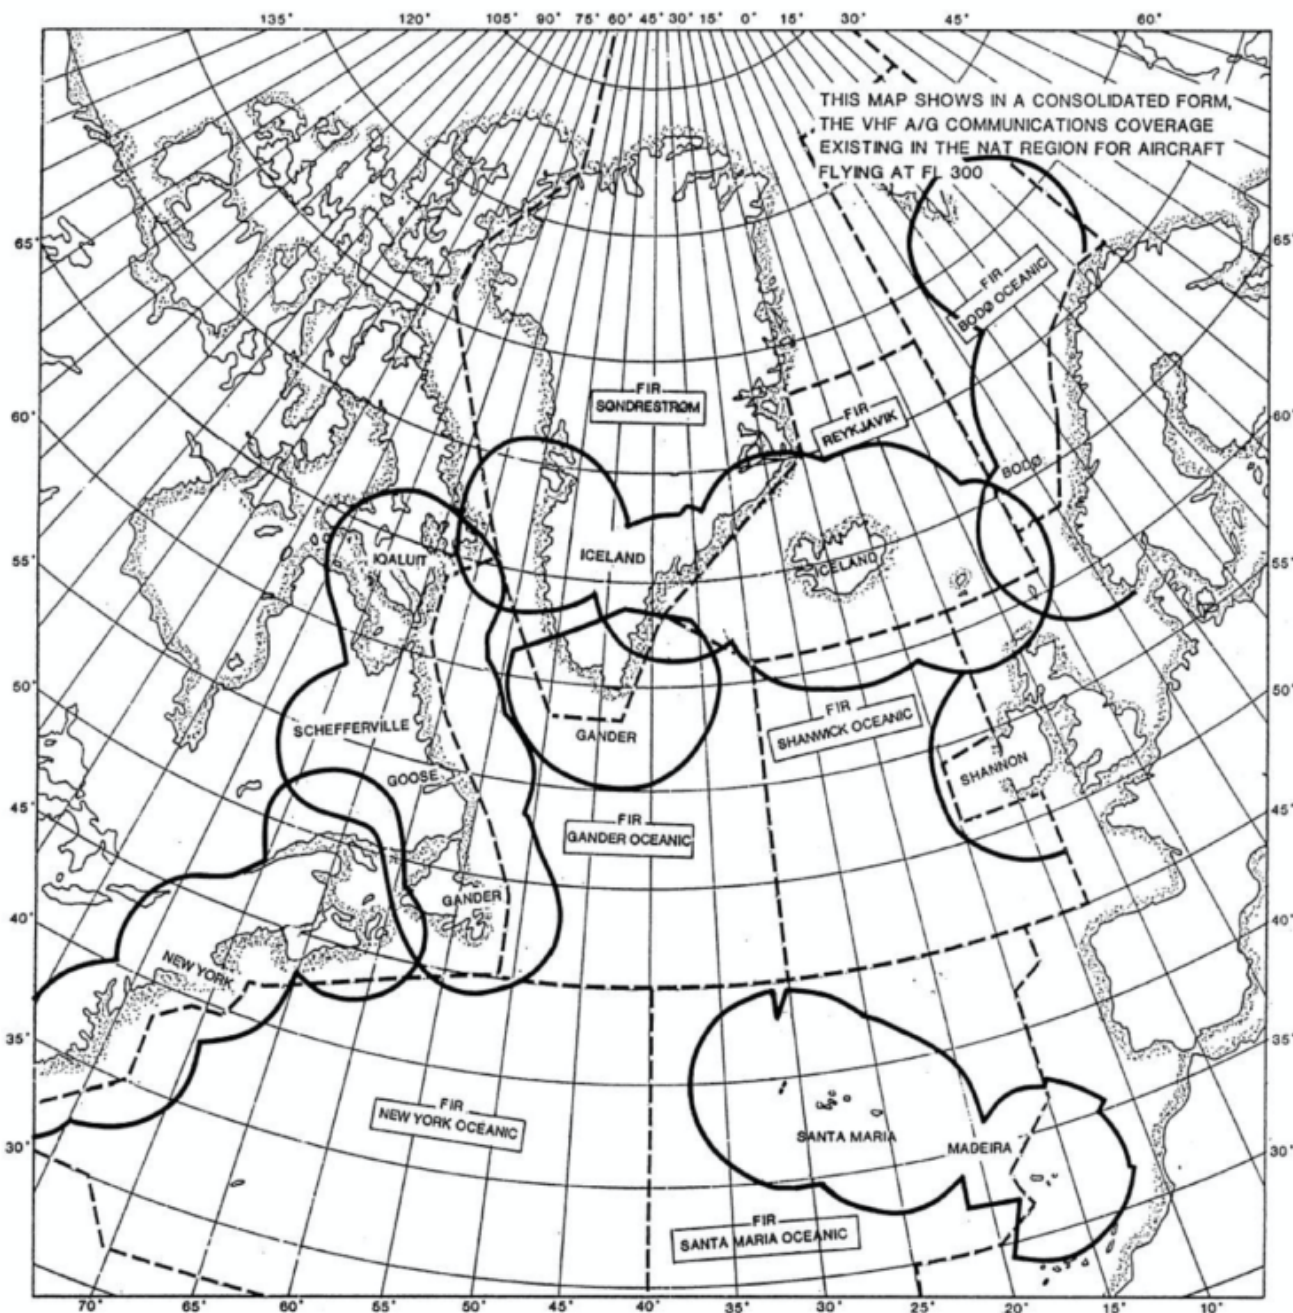 135° 120° 105° 90° 75° 60° 45° 30° 15° 0° 15° 30° 45° 60°
THIS MAP SHOWS IN A CONSOLIDATED FORM,
THE VHF A/G COMMUNICATIONS COVERAGE
EXISTING IN THE NAT REGION FOR AIRCRAFT
FLYING AT FL 300
65°
65°
FIR
BODØ OCEANIC
FIR
SØNDRESTRØM
FIR
REYKJAVIK
60°
60°
BODØ
IQALUIT
ICELAND
ICELAND
55°
55°
50°
50°
SCHEFFERVILLE
GANDER
FIR
SHANWICK OCEANIC
SHANNON
GOOSE
45°
45°
FIR
GANDER OCEANIC
GANDER
40°
40°
NEW YORK
35°
35°
FIR
NEW YORK OCEANIC
SANTA MARIA
MADEIRA
30°
30°
FIR
SANTA MARIA OCEANIC
70° 65° 60° 55° 50° 45° 40° 35° 30° 25° 20° 15° 10°